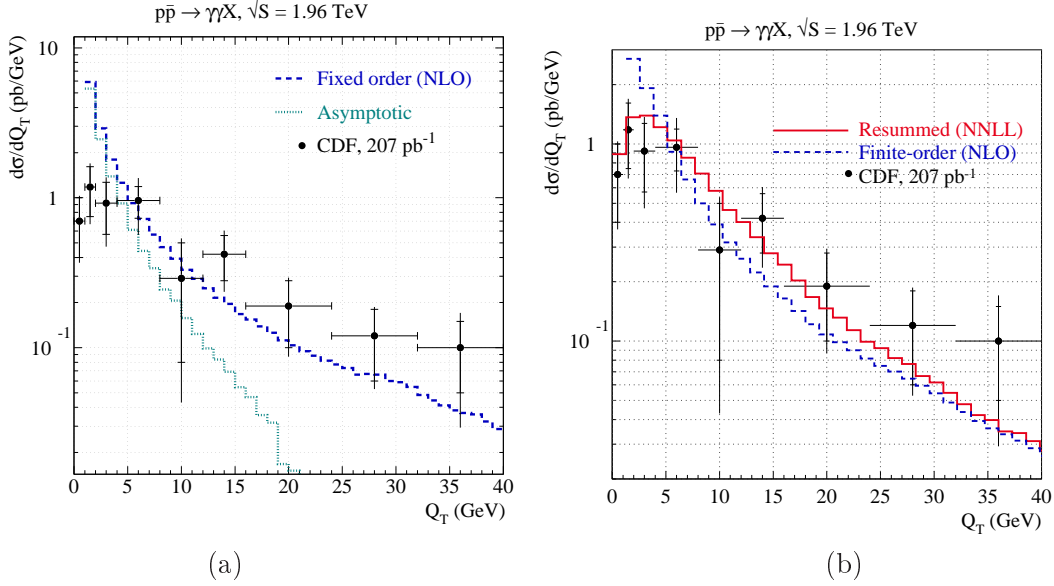 pp̄ → γγX, √S = 1.96 TeV
dσ/dQ_T (pb/GeV)
10
1
10^-1
Fixed order (NLO)
Asymptotic
CDF, 207 pb^-1
0 5 10 15 20 25 30 35 40
Q_T (GeV)
(a)
pp̄ → γγX, √S = 1.96 TeV
dσ/dQ_T (pb/GeV)
1
10^-1
Resummed (NNLL)
Finite-order (NLO)
CDF, 207 pb^-1
0 5 10 15 20 25 30 35 40
Q_T (GeV)
(b)